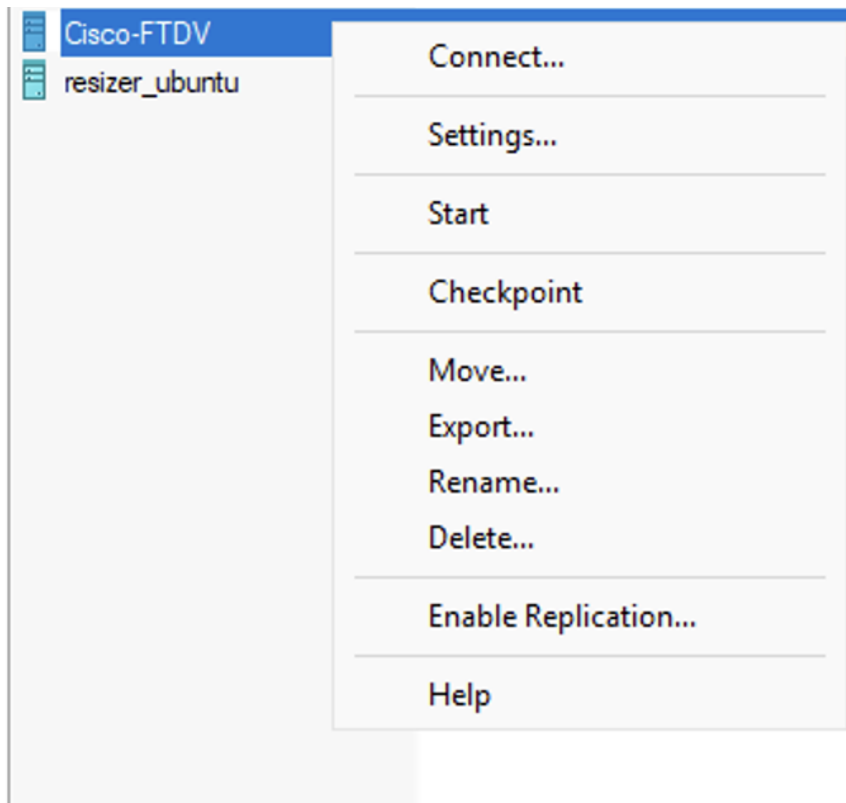 Cisco-FTDV
resizer_ubuntu
Connect...
Settings...
Start
Checkpoint
Move...
Export...
Rename...
Delete...
Enable Replication...
Help